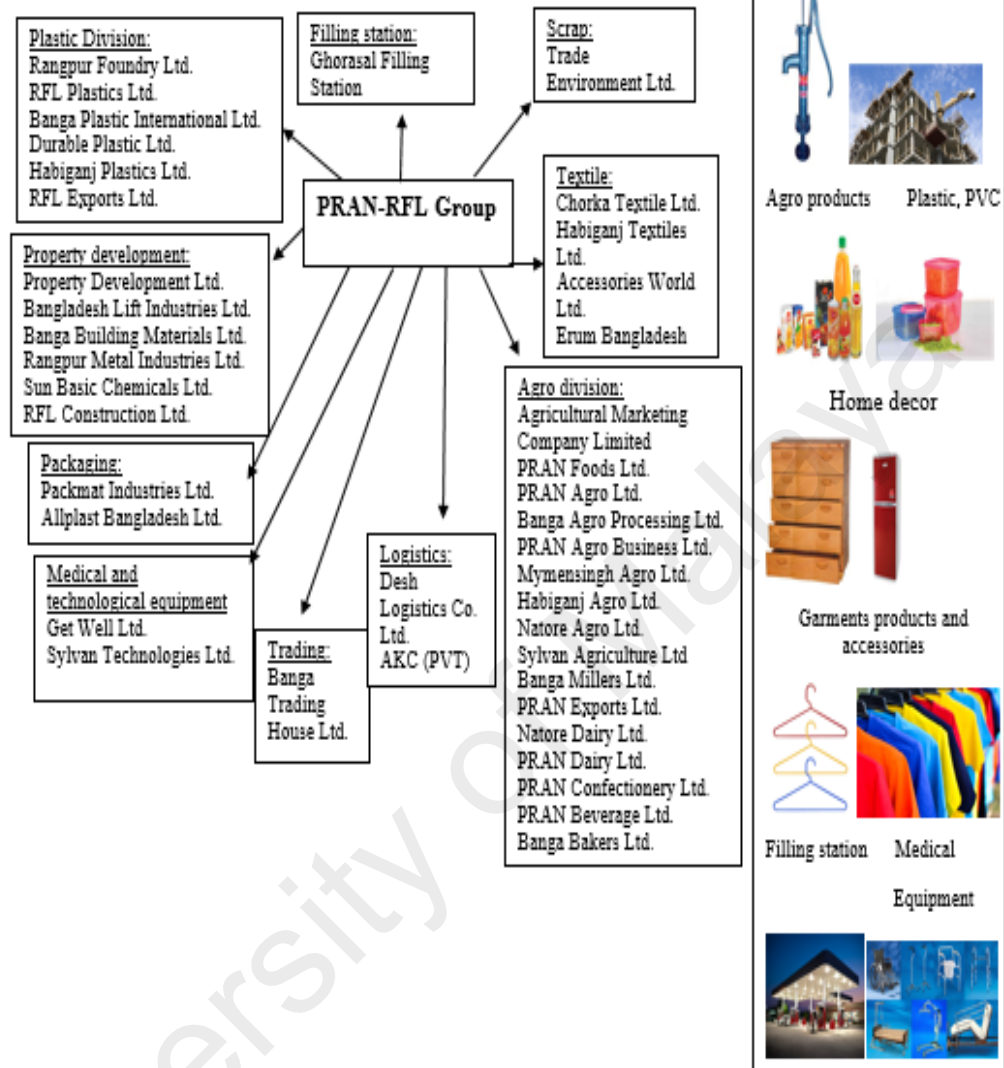 Plastic Division:
Rangpur Foundry Ltd.
RFL Plastics Ltd.
Banga Plastic International Ltd.
Durable Plastic Ltd.
Habiganj Plastics Ltd.
RFL Exports Ltd.
Filling station:
Ghorasal Filling
Station
Scrap:
Trade
Environment Ltd.
PRAN-RFL Group
Textile:
Chorka Textile Ltd.
Habiganj Textiles
Ltd.
Accessories World
Ltd.
Erum Bangladesh
Property development:
Property Development Ltd.
Bangladesh Lift Industries Ltd.
Banga Building Materials Ltd.
Rangpur Metal Industries Ltd.
Sun Basic Chemicals Ltd.
RFL Construction Ltd.
Packaging:
Packmat Industries Ltd.
Allplast Bangladesh Ltd.
Medical and
technological equipment
Get Well Ltd.
Sylvan Technologies Ltd.
Trading:
Banga
Trading
House Ltd.
Logistics:
Desh
Logistics Co.
Ltd.
AKC (PVT)
Agro division:
Agricultural Marketing
Company Limited
PRAN Foods Ltd.
PRAN Agro Ltd.
Banga Agro Processing Ltd.
PRAN Agro Business Ltd.
Mymensingh Agro Ltd.
Habiganj Agro Ltd.
Natore Agro Ltd.
Sylvan Agriculture Ltd
Banga Millers Ltd.
PRAN Exports Ltd.
Natore Dairy Ltd.
PRAN Dairy Ltd.
PRAN Confectionery Ltd.
PRAN Beverage Ltd.
Banga Bakers Ltd.
Agro products Plastic, PVC
Home decor
Garments products and
accessories
Filling station Medical
Equipment
ersity of Malaya